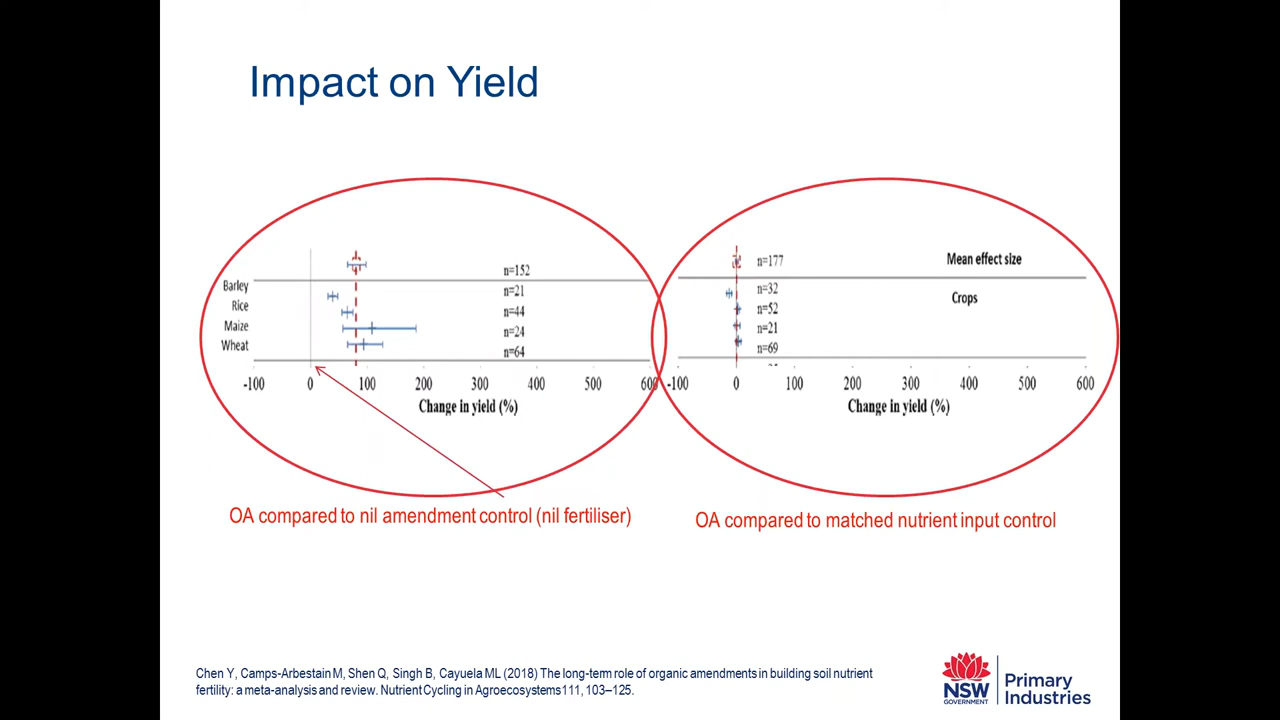 Impact on Yield
n=152
Barley
n=21
Rice
n=44
Maize
n=24
Wheat
n=64
-100 0 100 200 300 400 500 600
Change in yield (%)
n=177
Mean effect size
n=32
Crops
n=52
n=21
n=69
-100 0 100 200 300 400 500 600
Change in yield (%)
OA compared to nil amendment control (nil fertiliser)
OA compared to matched nutrient input control
Chen Y, Camps-Arbestain M, Shen Q, Singh B, Cayuela ML (2018) The long-term role of organic amendments in building soil nutrient
fertility: a meta-analysis and review. Nutrient Cycling in Agroecosystems 111, 103–125.
NSW
GOVERNMENT
Primary
Industries